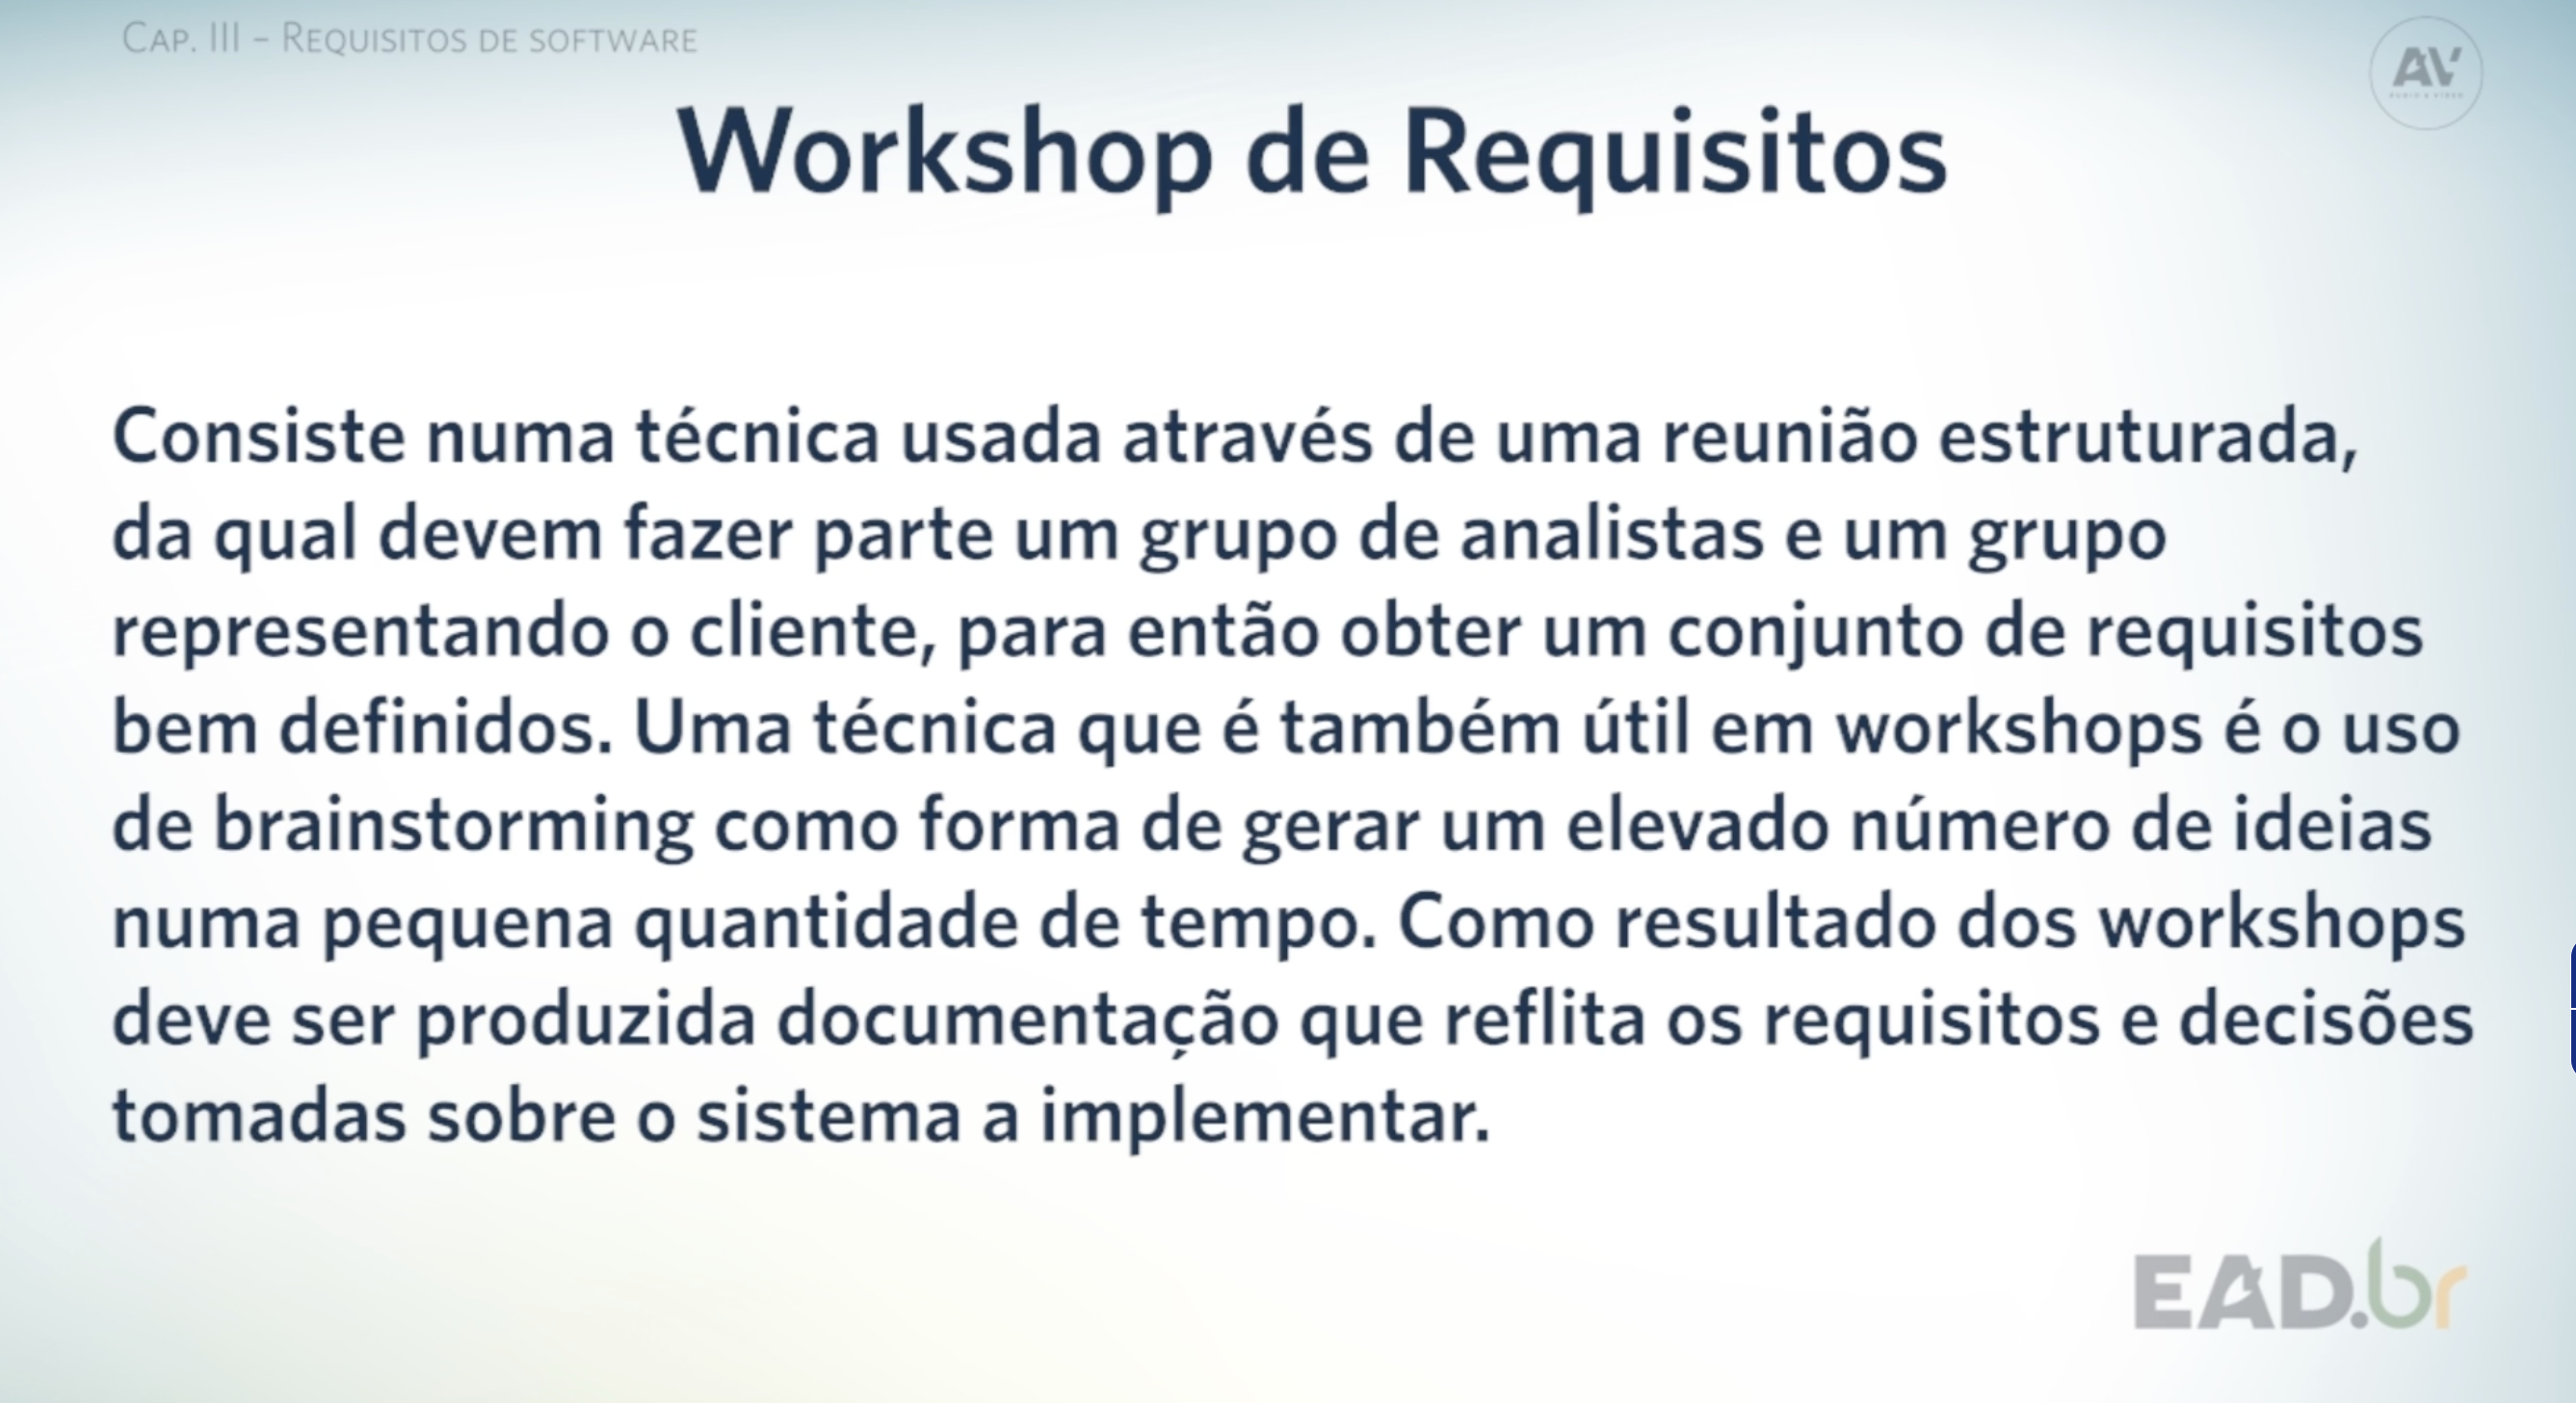 Cap. III – Requisitos de software
AV
Workshop de Requisitos
Consiste numa técnica usada através de uma reunião estruturada,
da qual devem fazer parte um grupo de analistas e um grupo
representando o cliente, para então obter um conjunto de requisitos
bem definidos. Uma técnica que é também útil em workshops é o uso
de brainstorming como forma de gerar um elevado número de ideias
numa pequena quantidade de tempo. Como resultado dos workshops
deve ser produzida documentação que reflita os requisitos e decisões
tomadas sobre o sistema a implementar.
EAD.br